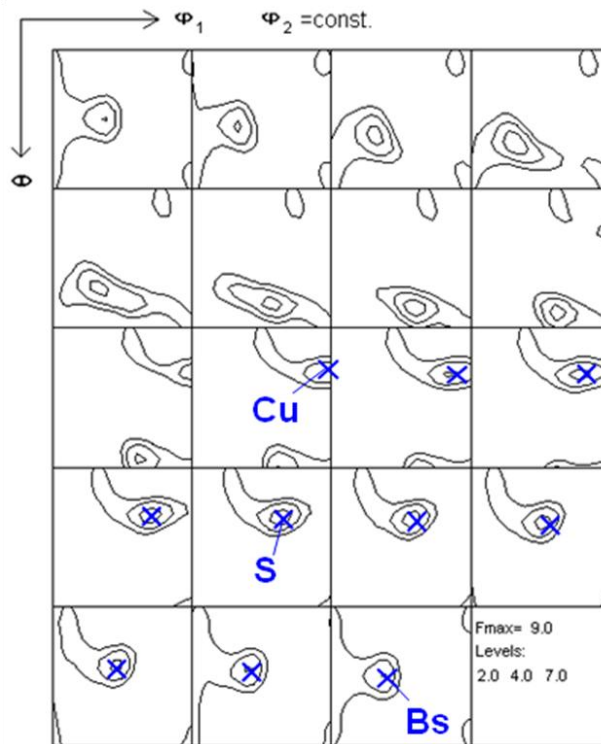 φ₁ φ₂ =const.
θ
Cu
S
Fmax= 9.0
Levels:
2.0 4.0 7.0
Bs